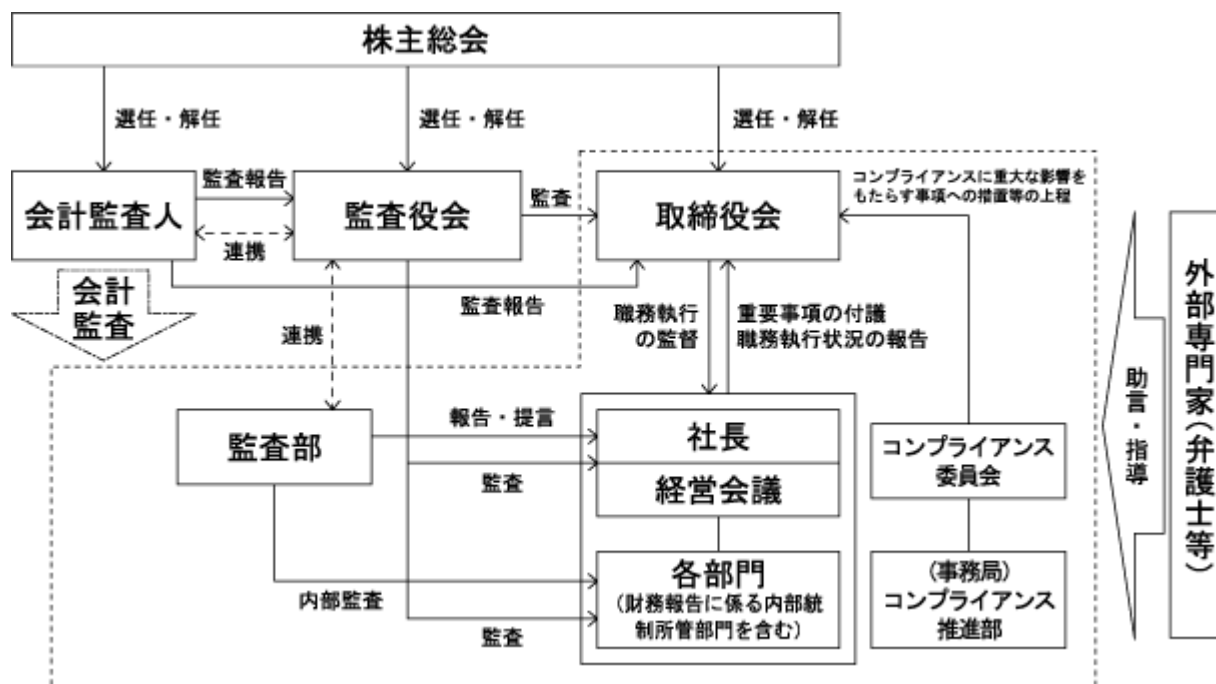 株主総会
選任・解任
選任・解任
選任・解任
会計監査人
監査報告
連携
監査役会
監査
取締役会
コンプライアンスに重大な影響を
もたらす事項への措置等の上程
会計
監査
監査報告
連携
職務執行
の監督
重要事項の付議
職務執行状況の報告
監査部
報告・提言
監査
社長
経営会議
コンプライアンス
委員会
内部監査
監査
各部門
(財務報告に係る内部統
制所管部門を含む)
(事務局)
コンプライアンス
推進部
助言・指導
外部専門家(弁護士等)